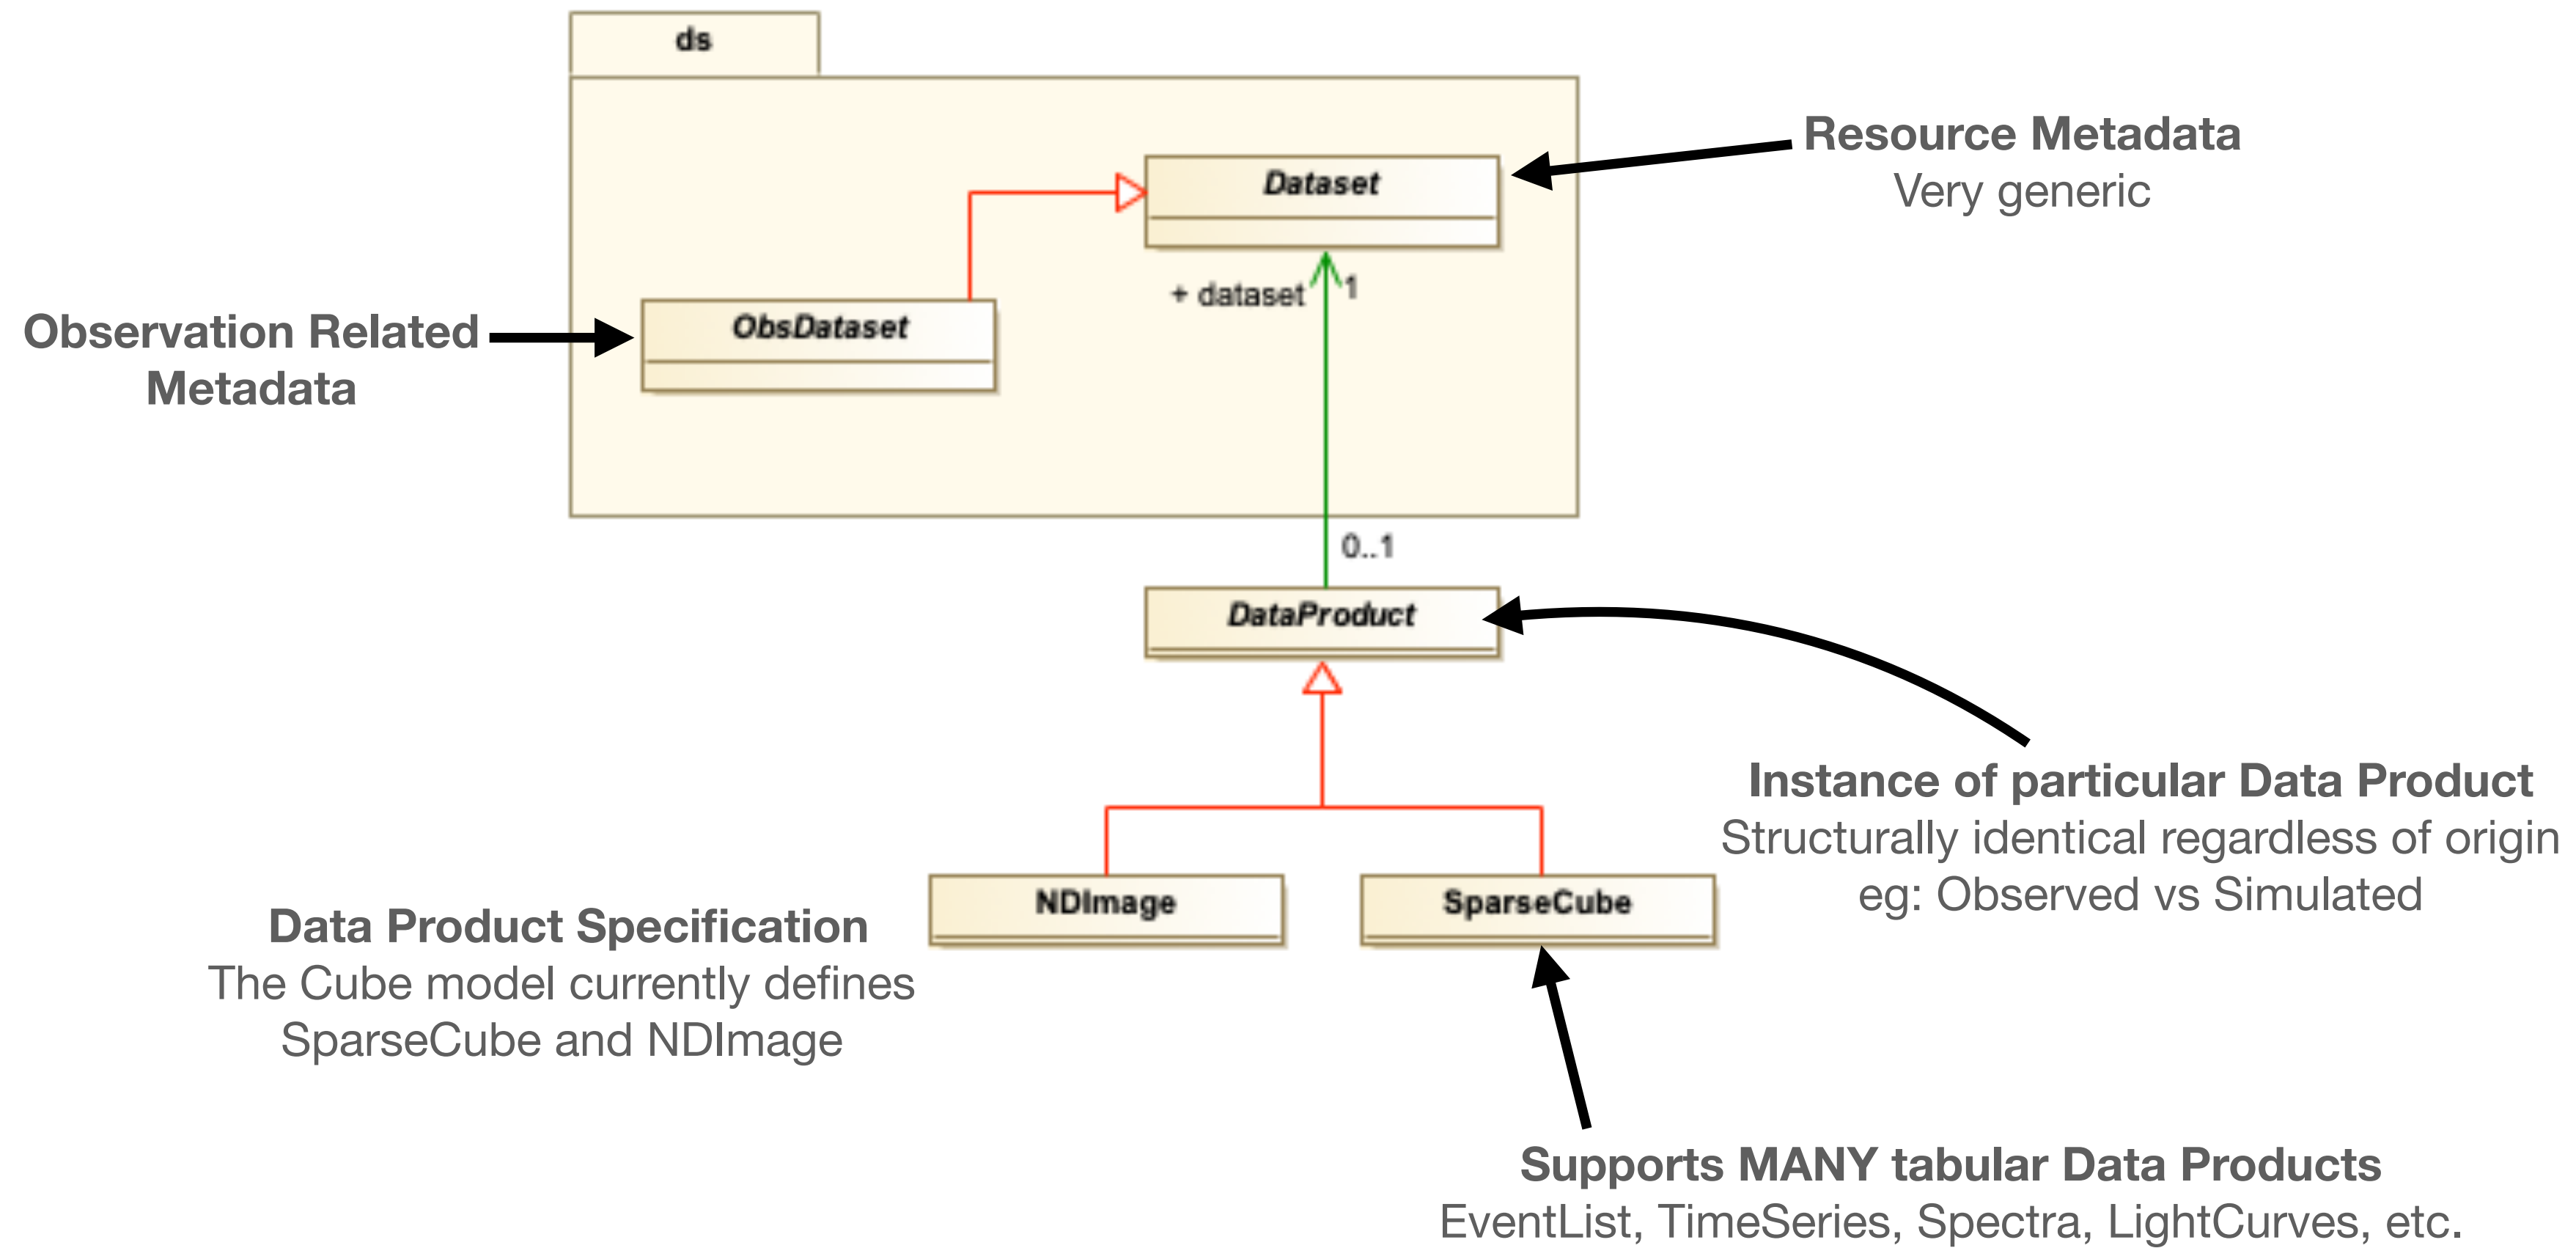 ds
Resource Metadata
Very generic
Dataset
+ dataset
1
ObsDataset
Observation Related
Metadata
0..1
DataProduct
Instance of particular Data Product
Structurally identical regardless of origin
eg: Observed vs Simulated
NDImage
SparseCube
Data Product Specification
The Cube model currently defines
SparseCube and NDImage
Supports MANY tabular Data Products
EventList, TimeSeries, Spectra, LightCurves, etc.